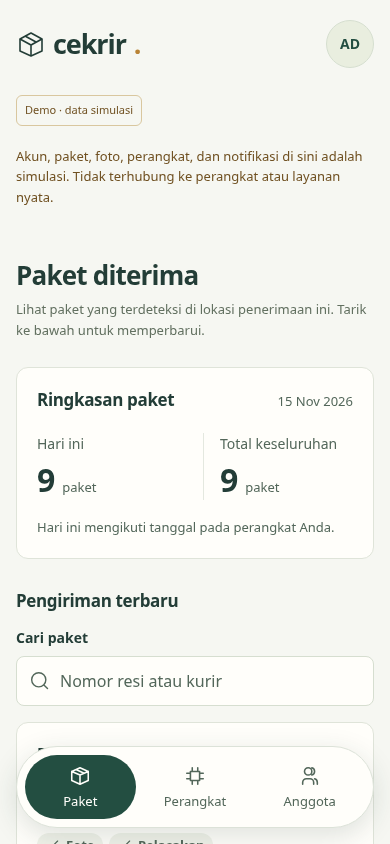 cekrir.
AD
Demo · data simulasi
Akun, paket, foto, perangkat, dan notifikasi di sini adalah
simulasi. Tidak terhubung ke perangkat atau layanan
nyata.
Paket diterima
Lihat paket yang terdeteksi di lokasi penerimaan ini. Tarik
ke bawah untuk memperbarui.
Ringkasan paket
15 Nov 2026
Hari ini
9 paket
Total keseluruhan
9 paket
Hari ini mengikuti tanggal pada perangkat Anda.
Pengiriman terbaru
Cari paket
Nomor resi atau kurir
Paket
Perangkat
Anggota